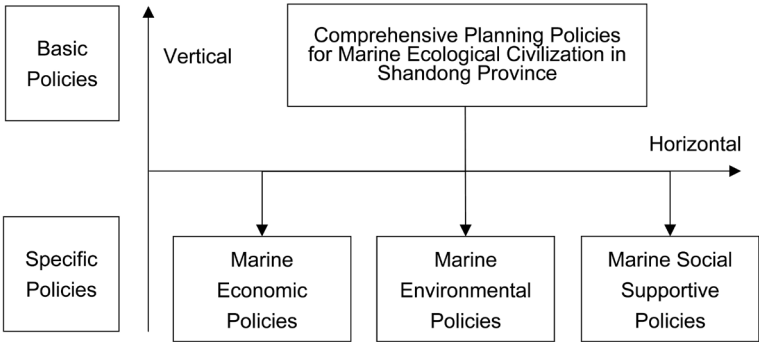 Basic
Policies
Vertical
Comprehensive Planning Policies
for Marine Ecological Civilization in
Shandong Province
Horizontal
Specific
Policies
Marine
Economic
Policies
Marine
Environmental
Policies
Marine Social
Supportive
Policies